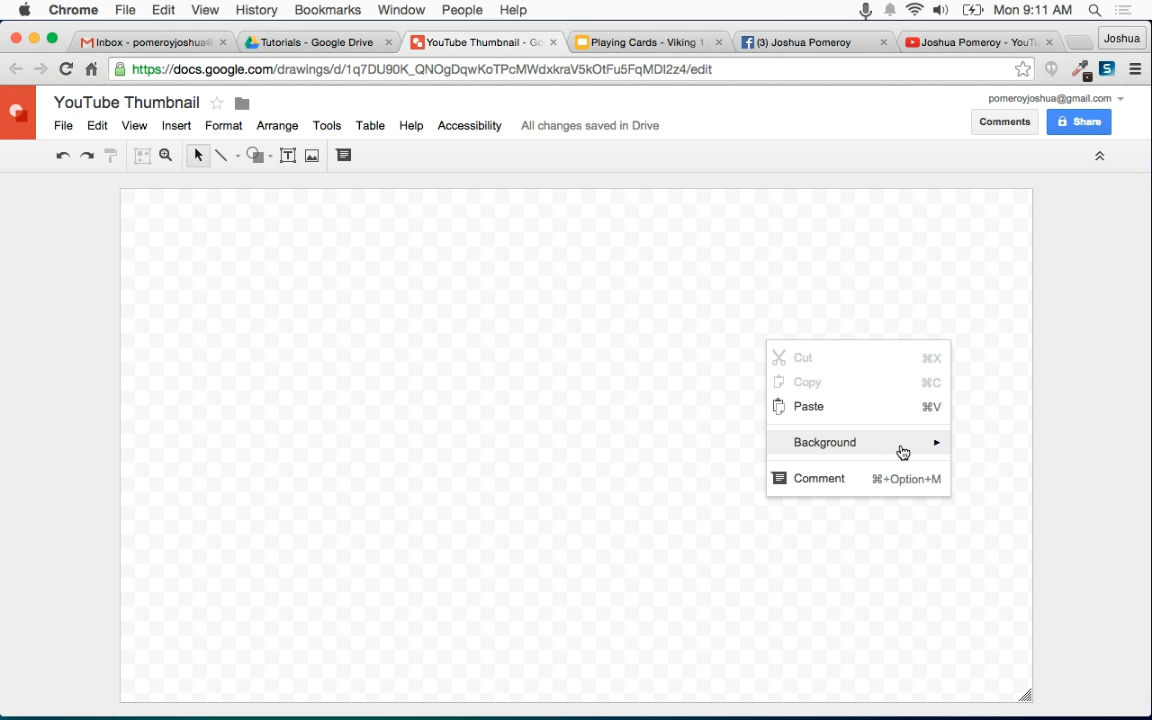 Chrome File Edit View History Bookmarks Window People Help Mon 9:11 AM
Inbox - pomeroyjoshua@ Tutorials - Google Drive YouTube Thumbnail - Go Playing Cards - Viking 1. (3) Joshua Pomeroy Joshua Pomeroy - YouTu Joshua
https://docs.google.com/drawings/d/1q7DU90K_QNOgDqwKoTPcMWdxkraV5kOtFu5FqMDI2z4/edit
YouTube Thumbnail pomeroyjoshua@gmail.com
File Edit View Insert Format Arrange Tools Table Help Accessibility All changes saved in Drive Comments Share
Cut ⌘X
Copy ⌘C
Paste ⌘V
Background
Comment ⌘+Option+M